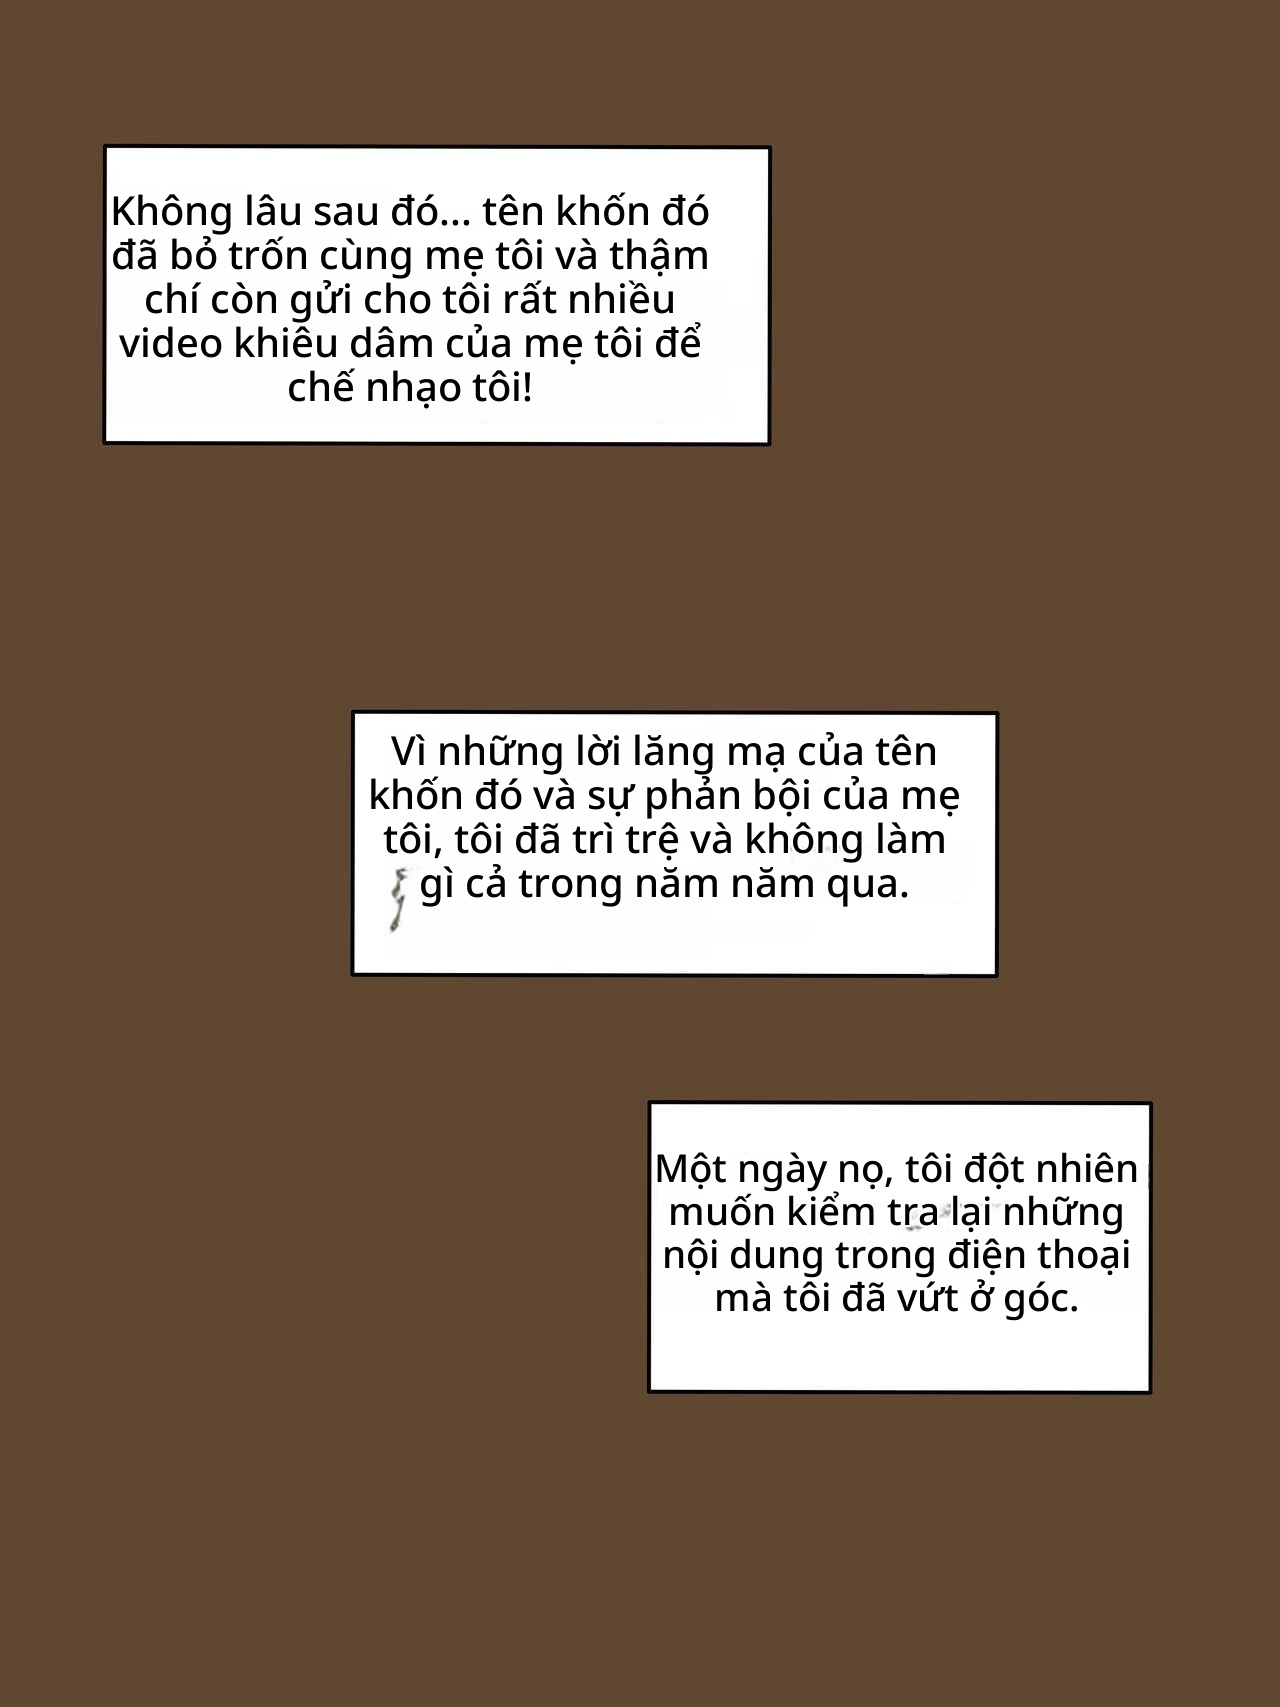 Không lâu sau đó... tên khốn đó
đã bỏ trốn cùng mẹ tôi và thậm
chí còn gửi cho tôi rất nhiều
video khiêu dâm của mẹ tôi để
chế nhạo tôi!
Vì những lời lăng mạ của tên
khốn đó và sự phản bội của mẹ
tôi, tôi đã trì trệ và không làm
gì cả trong năm năm qua.
Một ngày nọ, tôi đột nhiên
muốn kiểm tra lại những
nội dung trong điện thoại
mà tôi đã vứt ở góc.